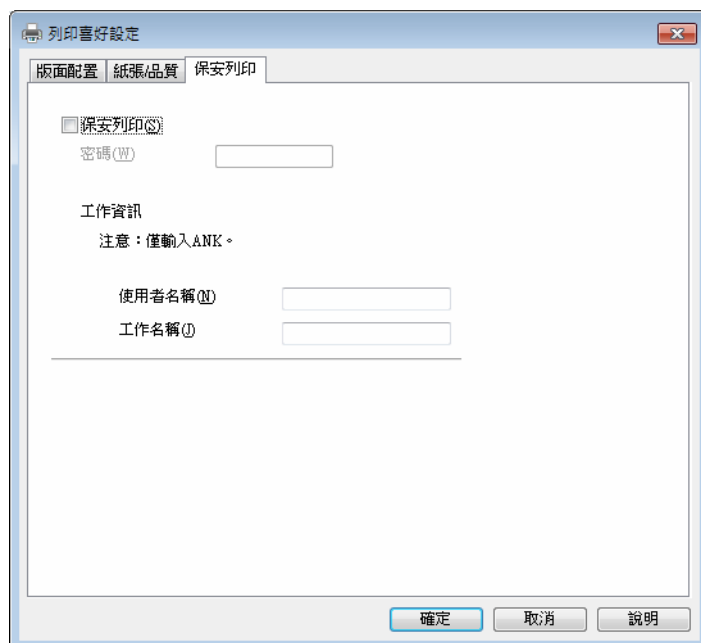 列印喜好設定
版面配置 紙張/品質 保安列印
保安列印(S)
密碼(W)
工作資訊
注意：僅輸入ANK。
使用者名稱(N)
工作名稱(J)
確定 取消 說明